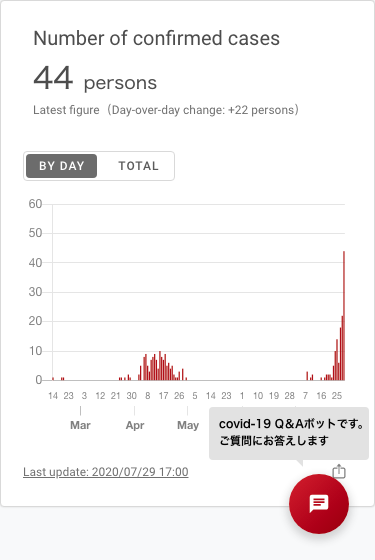 Number of confirmed cases
44 persons
Latest figure（Day-over-day change: +22 persons）
BY DAY TOTAL
60
50
40
30
20
10
0
14 23 3 12 21 30 8 17 26 5 14 23 1 10 19 28 7 16 25
Mar Apr May
covid-19 Q&Aボットです。
ご質問にお答えします
Last update: 2020/07/29 17:00